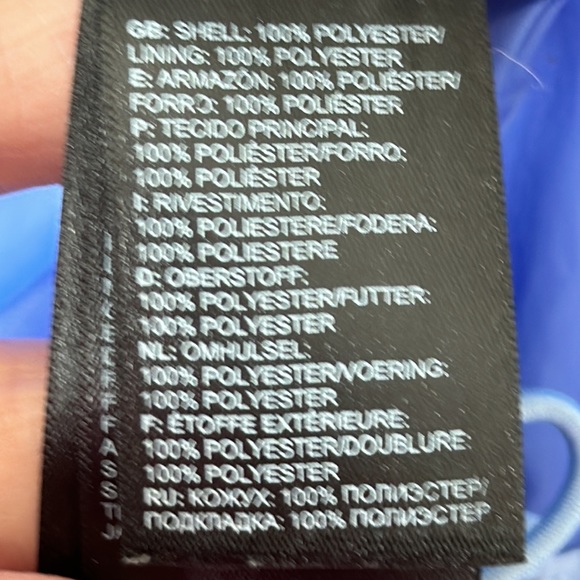 GB: SHELL: 100% POLYESTER/
LINING: 100% POLYESTER
E: ARMAZÓN: 100% POLIÉSTER/
FORRO: 100% POLIÉSTER
P: TECIDO PRINCIPAL:
100% POLIÉSTER/FORRO:
100% POLIÉSTER
I: RIVESTIMENTO:
100% POLIESTERE/FODERA:
100% POLIESTERE
D: OBERSTOFF:
100% POLYESTER/FUTTER:
100% POLYESTER
NL: OMHULSEL:
100% POLYESTER/VOERING:
100% POLYESTER
F: ÉTOFFE EXTÉRIEURE:
100% POLYESTER/DOUBLURE:
100% POLYESTER
RU: КОЖУХ: 100% ПОЛИЭСТЕР/
ПОДКЛАДКА: 100% ПОЛИЭСТЕР